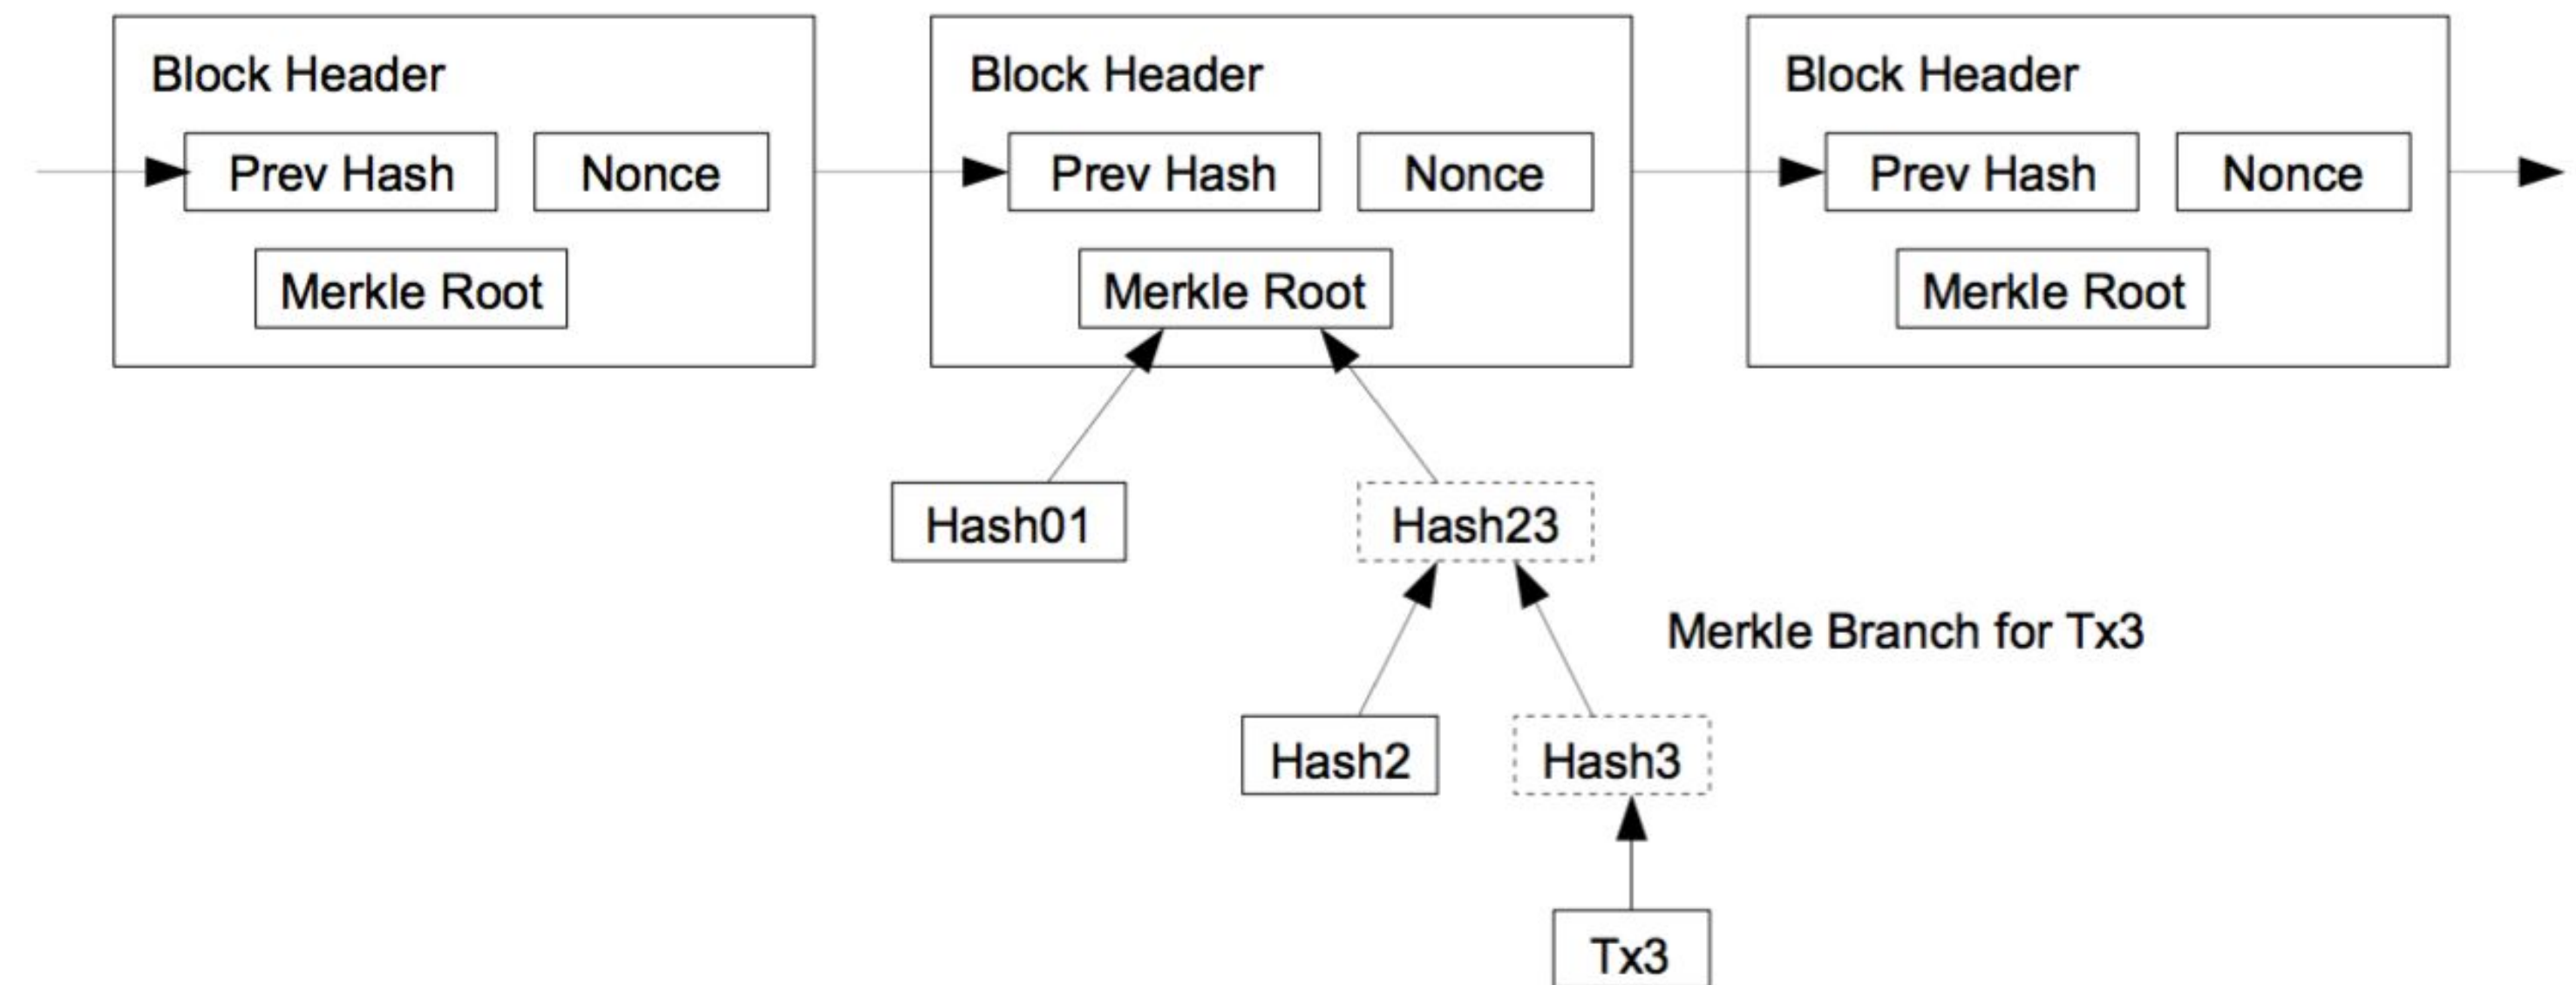 Block Header
Prev Hash Nonce
Merkle Root
Block Header
Prev Hash Nonce
Merkle Root
Block Header
Prev Hash Nonce
Merkle Root
Hash01 Hash23
Merkle Branch for Tx3
Hash2 Hash3
Tx3